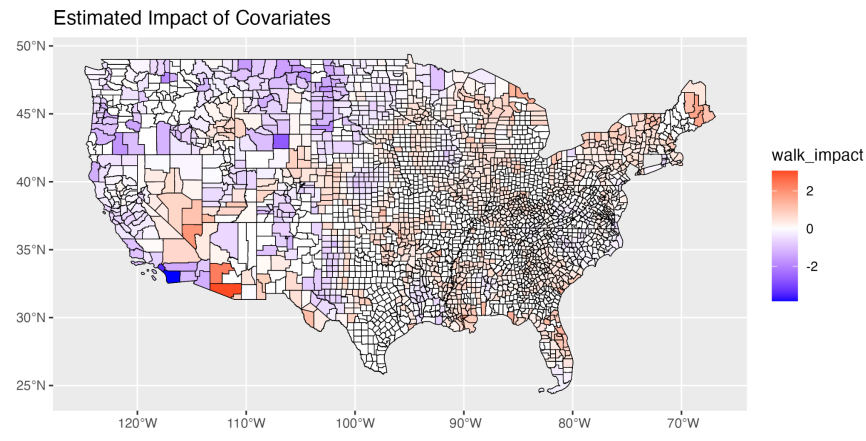 Estimated Impact of Covariates
50°N
45°N
40°N
35°N
30°N
25°N
120°W
110°W
100°W
90°W
80°W
70°W
walk_impact
2
0
-2